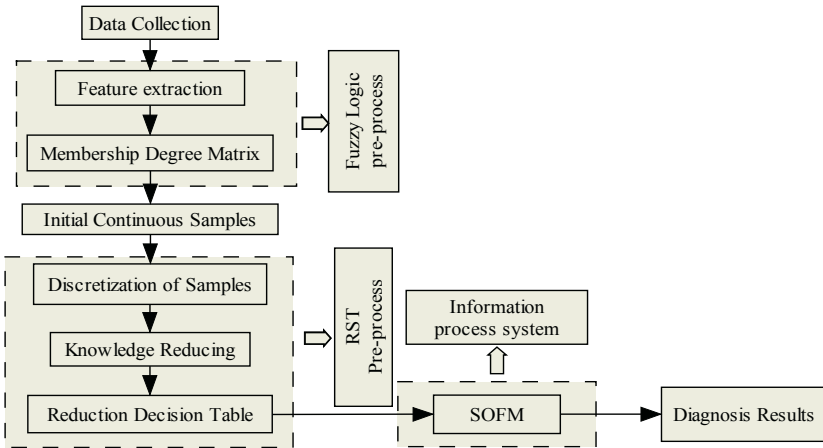 Data Collection
Feature extraction
Membership Degree Matrix
Fuzzy Logic
pre-process
Initial Continuous Samples
Discretization of Samples
Knowledge Reducing
Reduction Decision Table
RST
Pre-process
Information
process system
SOFM
Diagnosis Results